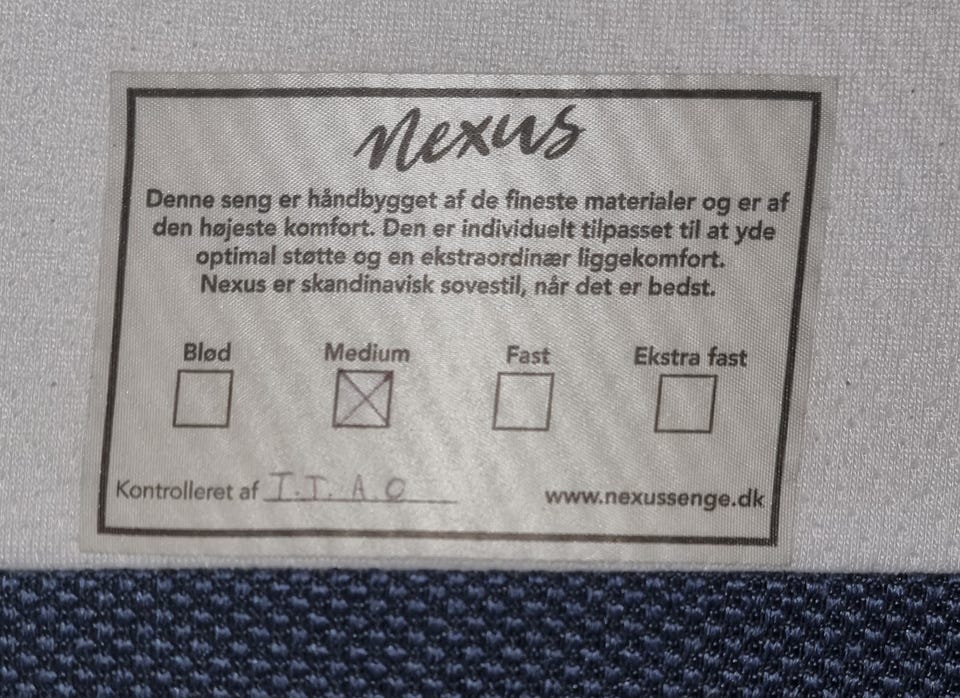 Nexus
Denne seng er håndbygget af de fineste materialer og er af
den højeste komfort. Den er individuelt tilpasset til at yde
optimal støtte og en ekstraordinær liggekomfort.
Nexus er skandinavisk sovestil, når det er bedst.
Blød Medium Fast Ekstra fast
Kontrolleret af I.T. A.O www.nexussenge.dk